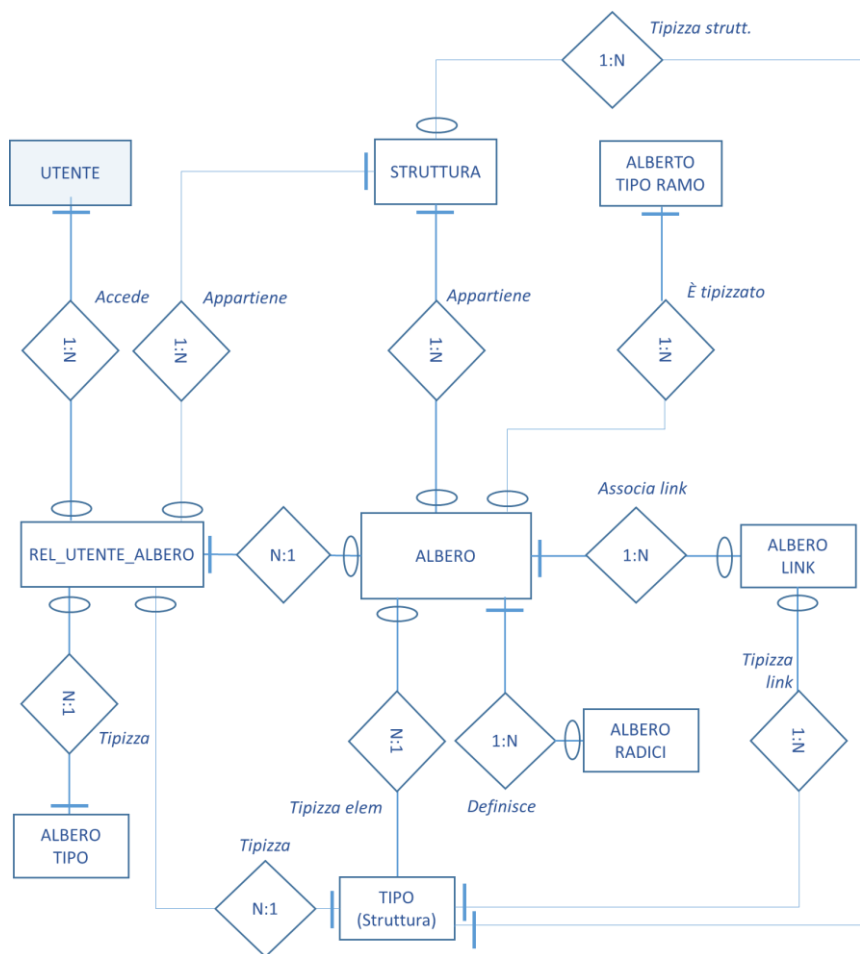 Tipizza strutt.
1:N
UTENTE
STRUTTURA
ALBERTO
TIPO RAMO
Accede
Appartiene
Appartiene
È tipizzato
1:N
1:N
1:N
1:N
Associa link
REL_UTENTE_ALBERO
N:1
ALBERO
1:N
ALBERO
LINK
Tipizza
link
N:1
Tipizza
N:1
1:N
ALBERO
RADICI
1:N
Tipizza elem
Definisce
ALBERO
TIPO
Tipizza
N:1
TIPO
(Struttura)